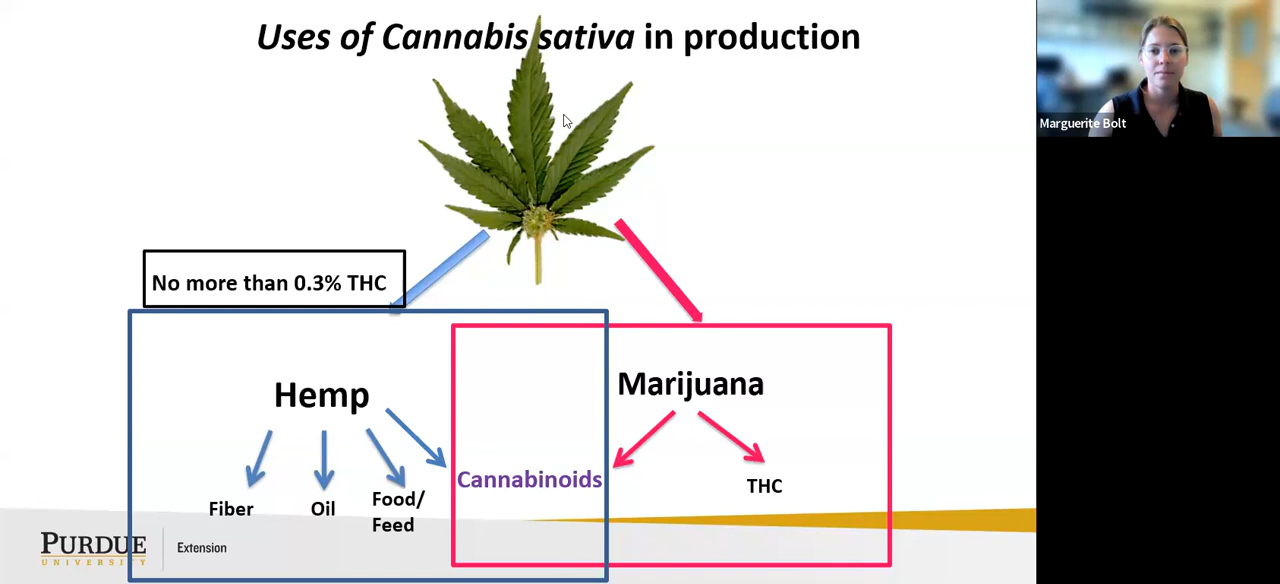 Uses of Cannabis sativa in production
Marguerite Bolt
No more than 0.3% THC
Hemp
Marijuana
Cannabinoids
THC
Fiber
Oil
Food/
Feed
PURDUE
UNIVERSITY
Extension